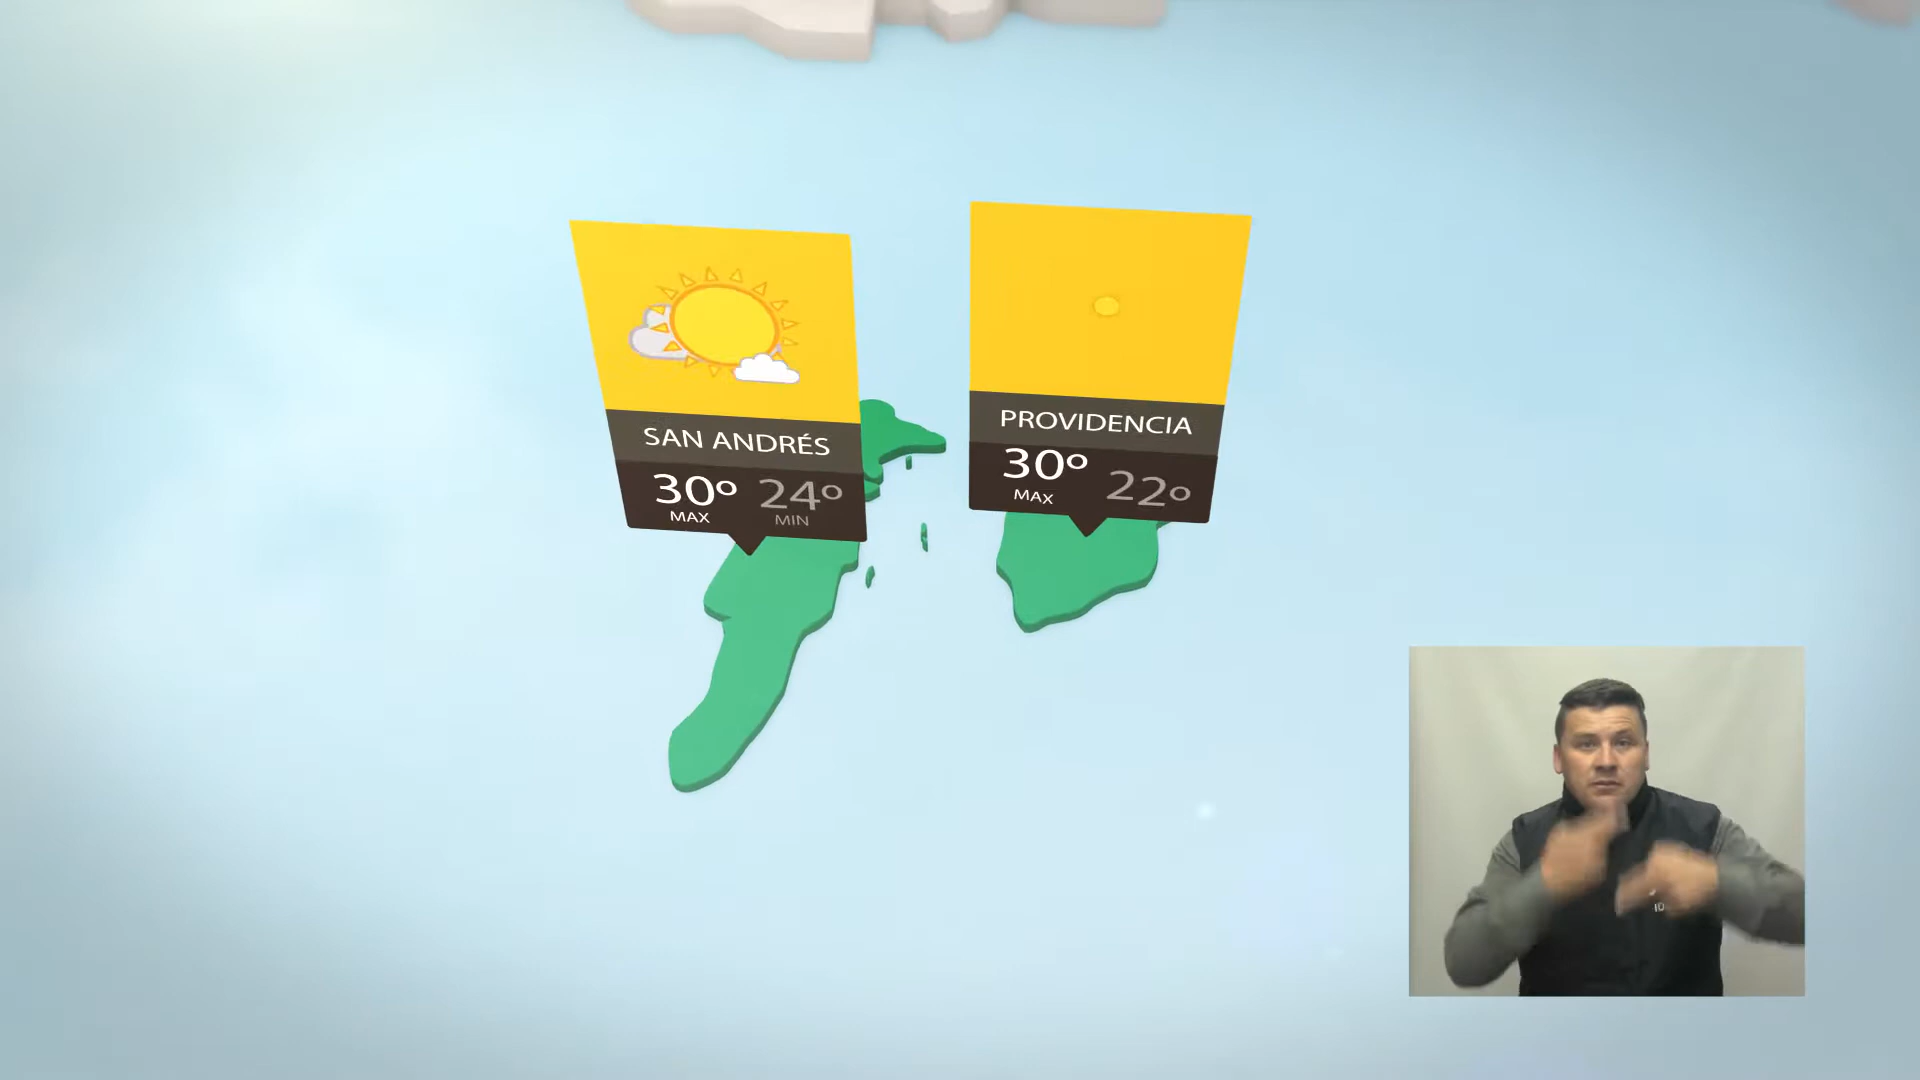 SAN ANDRÉS
30º 24º
MAX MIN
PROVIDENCIA
30º 22º
MAX